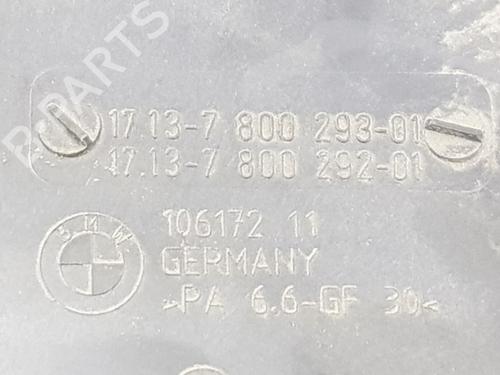 B-PARTS
17.13-7 800 293-01
17.13-7 800 292-01
BMW
106172 11
GERMANY
>PA 6.6-GF 30<